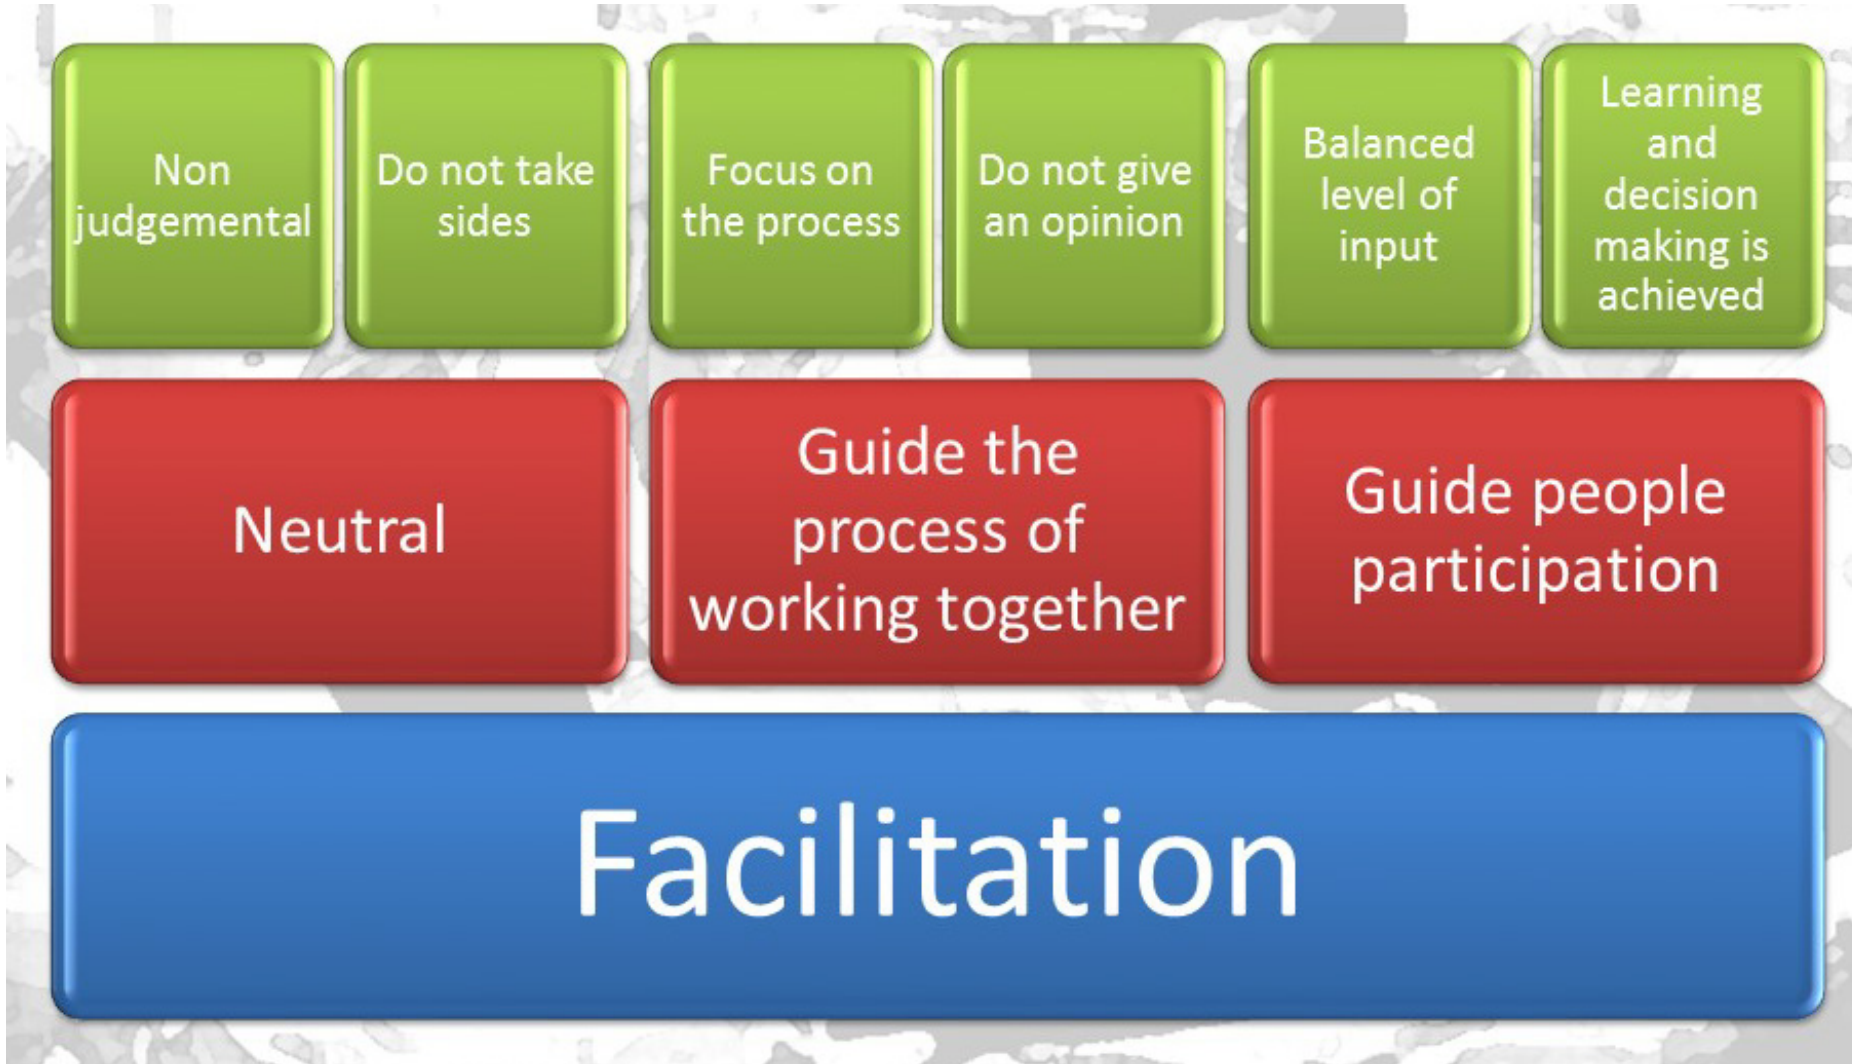 Non
judgemental
Do not take
sides
Focus on
the process
Do not give
an opinion
Balanced
level of
input
Learning
and
decision
making is
achieved
Neutral
Guide the
process of
working together
Guide people
participation
Facilitation